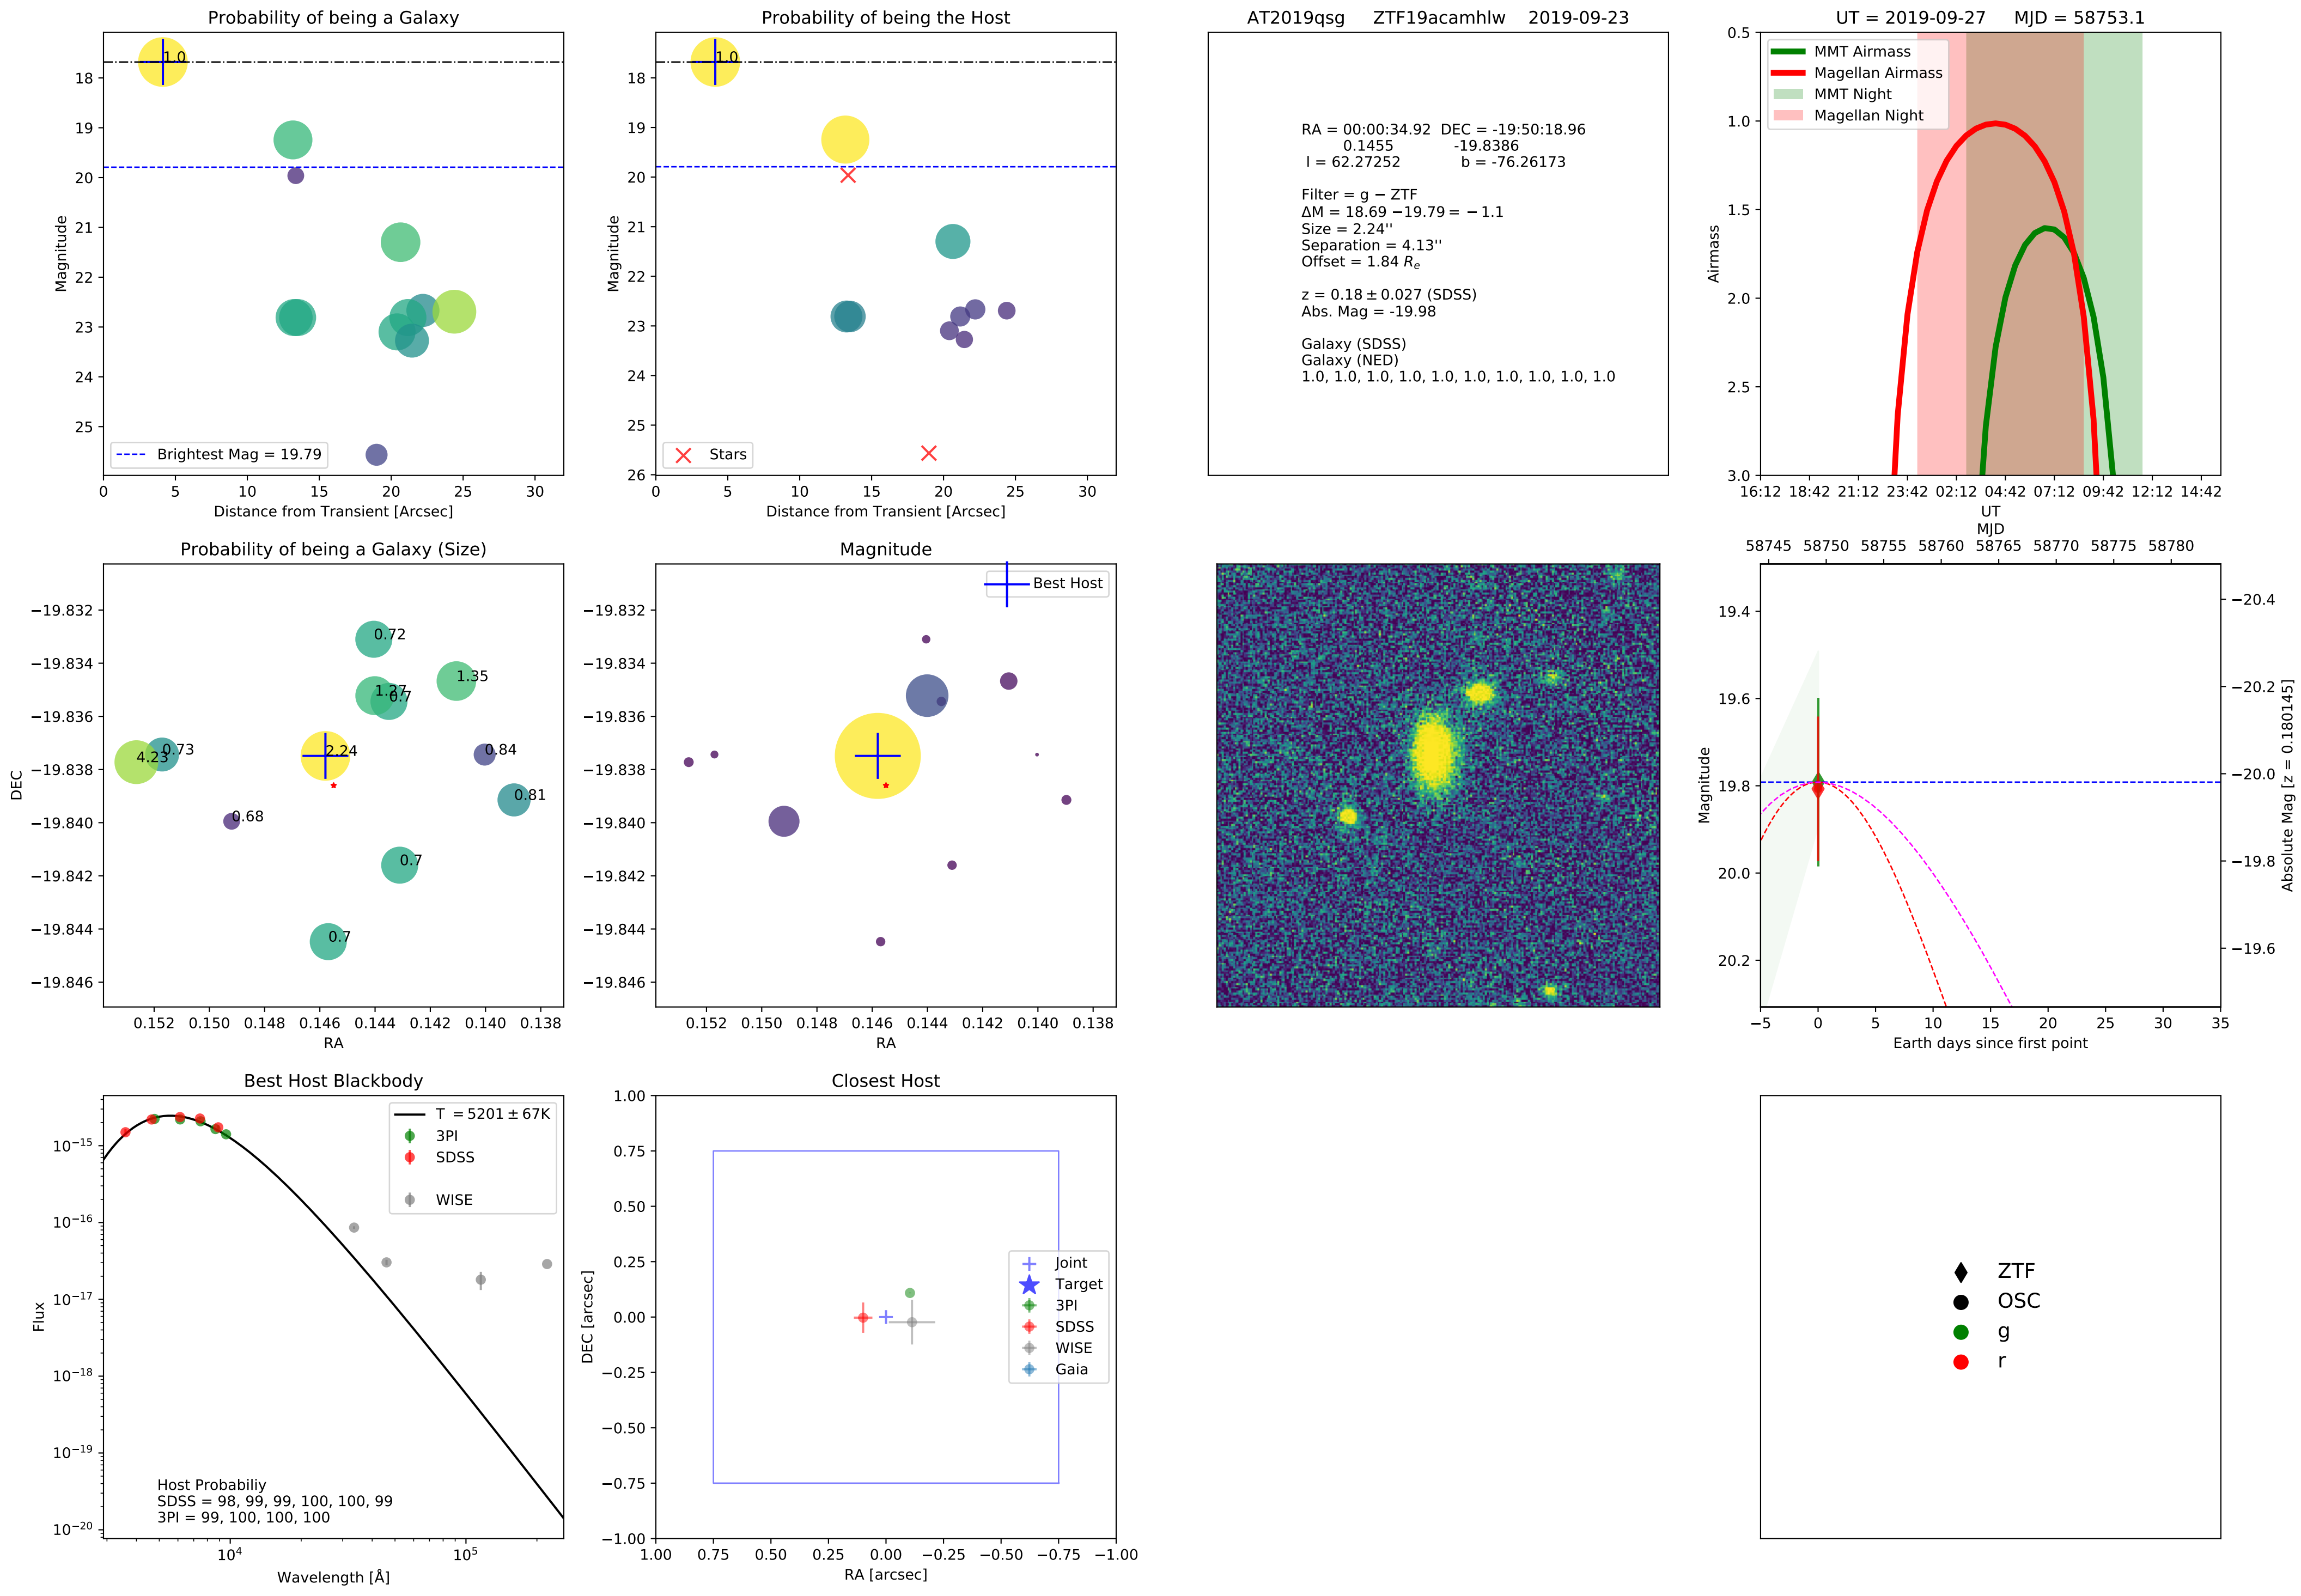 Probability of being a Galaxy
1.0
18
19
20
21
22
23
24
25
Magnitude
Brightest Mag = 19.79
0 5 10 15 20 25 30
Distance from Transient [Arcsec]
Probability of being the Host
1.0
18
19
20
21
22
23
24
25
26
Magnitude
Stars
0 5 10 15 20 25 30
Distance from Transient [Arcsec]
AT2019qsg ZTF19acamhlw 2019-09-23
RA = 00:00:34.92 DEC = -19:50:18.96
0.1455 -19.8386
l = 62.27252 b = -76.26173
Filter = g − ZTF
ΔM = 18.69 −19.79 = −1.1
Size = 2.24''
Separation = 4.13''
Offset = 1.84 Re
z = 0.18 ± 0.027 (SDSS)
Abs. Mag = -19.98
Galaxy (SDSS)
Galaxy (NED)
1.0, 1.0, 1.0, 1.0, 1.0, 1.0, 1.0, 1.0, 1.0, 1.0
UT = 2019-09-27 MJD = 58753.1
MMT Airmass
Magellan Airmass
MMT Night
Magellan Night
0.5
1.0
1.5
2.0
2.5
3.0
Airmass
16:12 18:42 21:12 23:42 02:12 04:42 07:12 09:42 12:12 14:42
UT
Probability of being a Galaxy (Size)
−19.832
−19.834
−19.836
−19.838
−19.840
−19.842
−19.844
−19.846
DEC
0.72
1.35
1.27
0.7
4.23
0.73
2.24
0.84
0.81
0.68
0.7
0.7
0.152 0.150 0.148 0.146 0.144 0.142 0.140 0.138
RA
Magnitude
Best Host
−19.832
−19.834
−19.836
−19.838
−19.840
−19.842
−19.844
−19.846
0.152 0.150 0.148 0.146 0.144 0.142 0.140 0.138
RA
MJD
58745 58750 58755 58760 58765 58770 58775 58780
19.4
19.6
19.8
20.0
20.2
Magnitude
−20.4
−20.2
−20.0
−19.8
−19.6
Absolute Mag [z = 0.180145]
−5 0 5 10 15 20 25 30 35
Earth days since first point
Best Host Blackbody
T = 5201 ± 67K
3PI
SDSS
WISE
10−15
10−16
10−17
10−18
10−19
10−20
Flux
Host Probabiliy
SDSS = 98, 99, 99, 100, 100, 99
3PI = 99, 100, 100, 100
104 105
Wavelength [Å]
Closest Host
1.00
0.75
0.50
0.25
0.00
−0.25
−0.50
−0.75
−1.00
DEC [arcsec]
Joint
Target
3PI
SDSS
WISE
Gaia
1.00 0.75 0.50 0.25 0.00 −0.25 −0.50 −0.75 −1.00
RA [arcsec]
ZTF
OSC
g
r